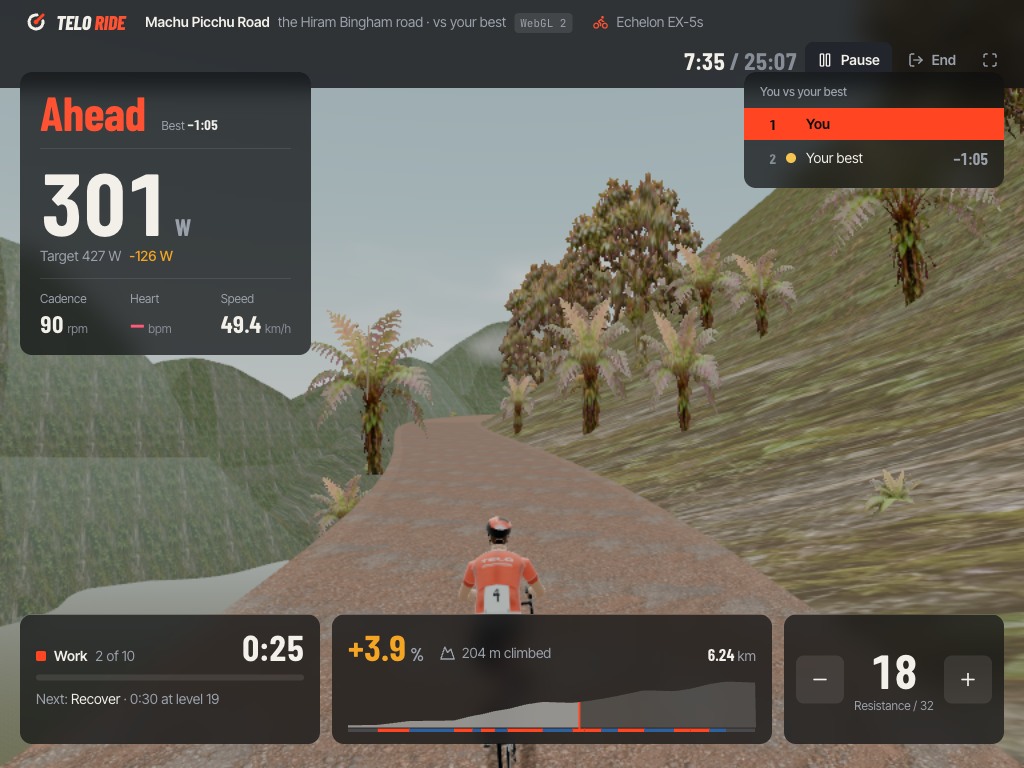 TELO RIDE Machu Picchu Road the Hiram Bingham road · vs your best WebGL 2 Echelon EX-5s
7:35 / 25:07 Pause End
Ahead Best −1:05
301 W
Target 427 W -126 W
Cadence Heart Speed
90 rpm — bpm 49.4 km/h
You vs your best
1 You
2 Your best −1:05
TELO
4
Work 2 of 10 0:25
Next: Recover · 0:30 at level 19
+3.9 % 204 m climbed 6.24 km
− 18 +
Resistance / 32